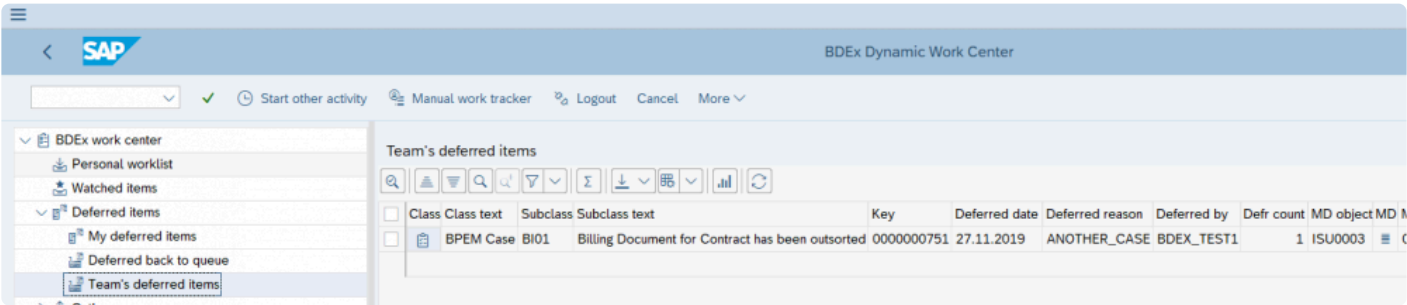 SAP
BDEx Dynamic Work Center
Start other activity Manual work tracker Logout Cancel More
BDEx work center
Personal worklist
Watched items
Deferred items
My deferred items
Deferred back to queue
Team's deferred items
Team's deferred items
Class Class text Subclass Subclass text Key Deferred date Deferred reason Deferred by Defr count MD object MD
BPEM Case BI01 Billing Document for Contract has been outsorted 0000000751 27.11.2019 ANOTHER_CASE BDEX_TEST1 1 ISU0003